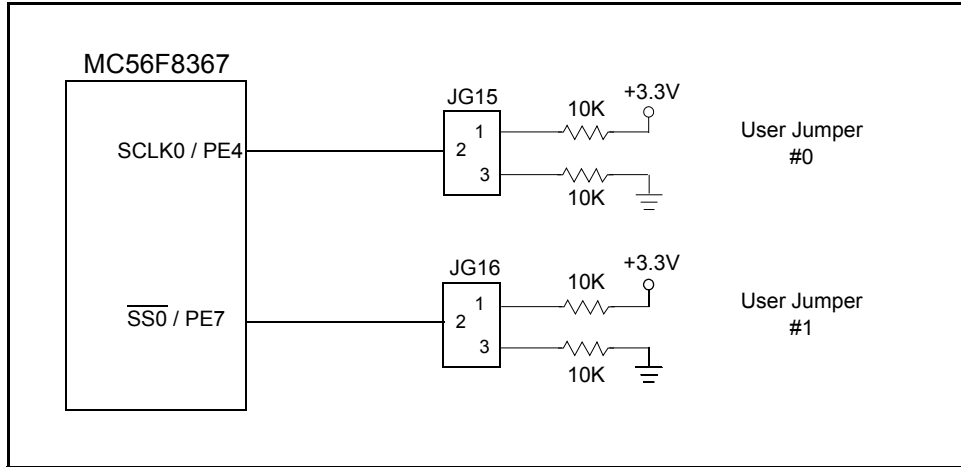 MC56F8367
SCLK0 / PE4
JG15
1
2
3
10K
+3.3V
10K
User Jumper
#0
SS0 / PE7
JG16
1
2
3
10K
+3.3V
10K
User Jumper
#1